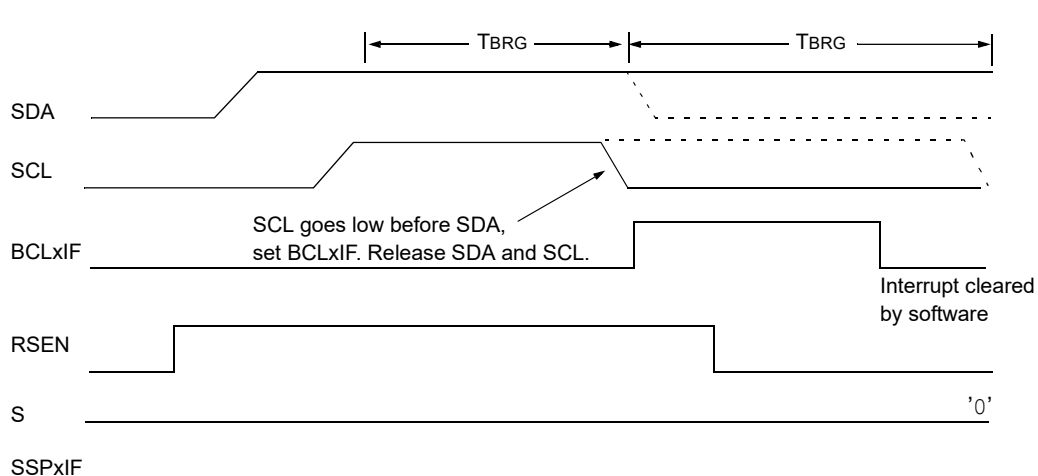 TBRG TBRG
SDA
SCL
SCL goes low before SDA,
set BCLxIF. Release SDA and SCL.
BCLxIF
Interrupt cleared
by software
RSEN
S
'0'
SSPxIF